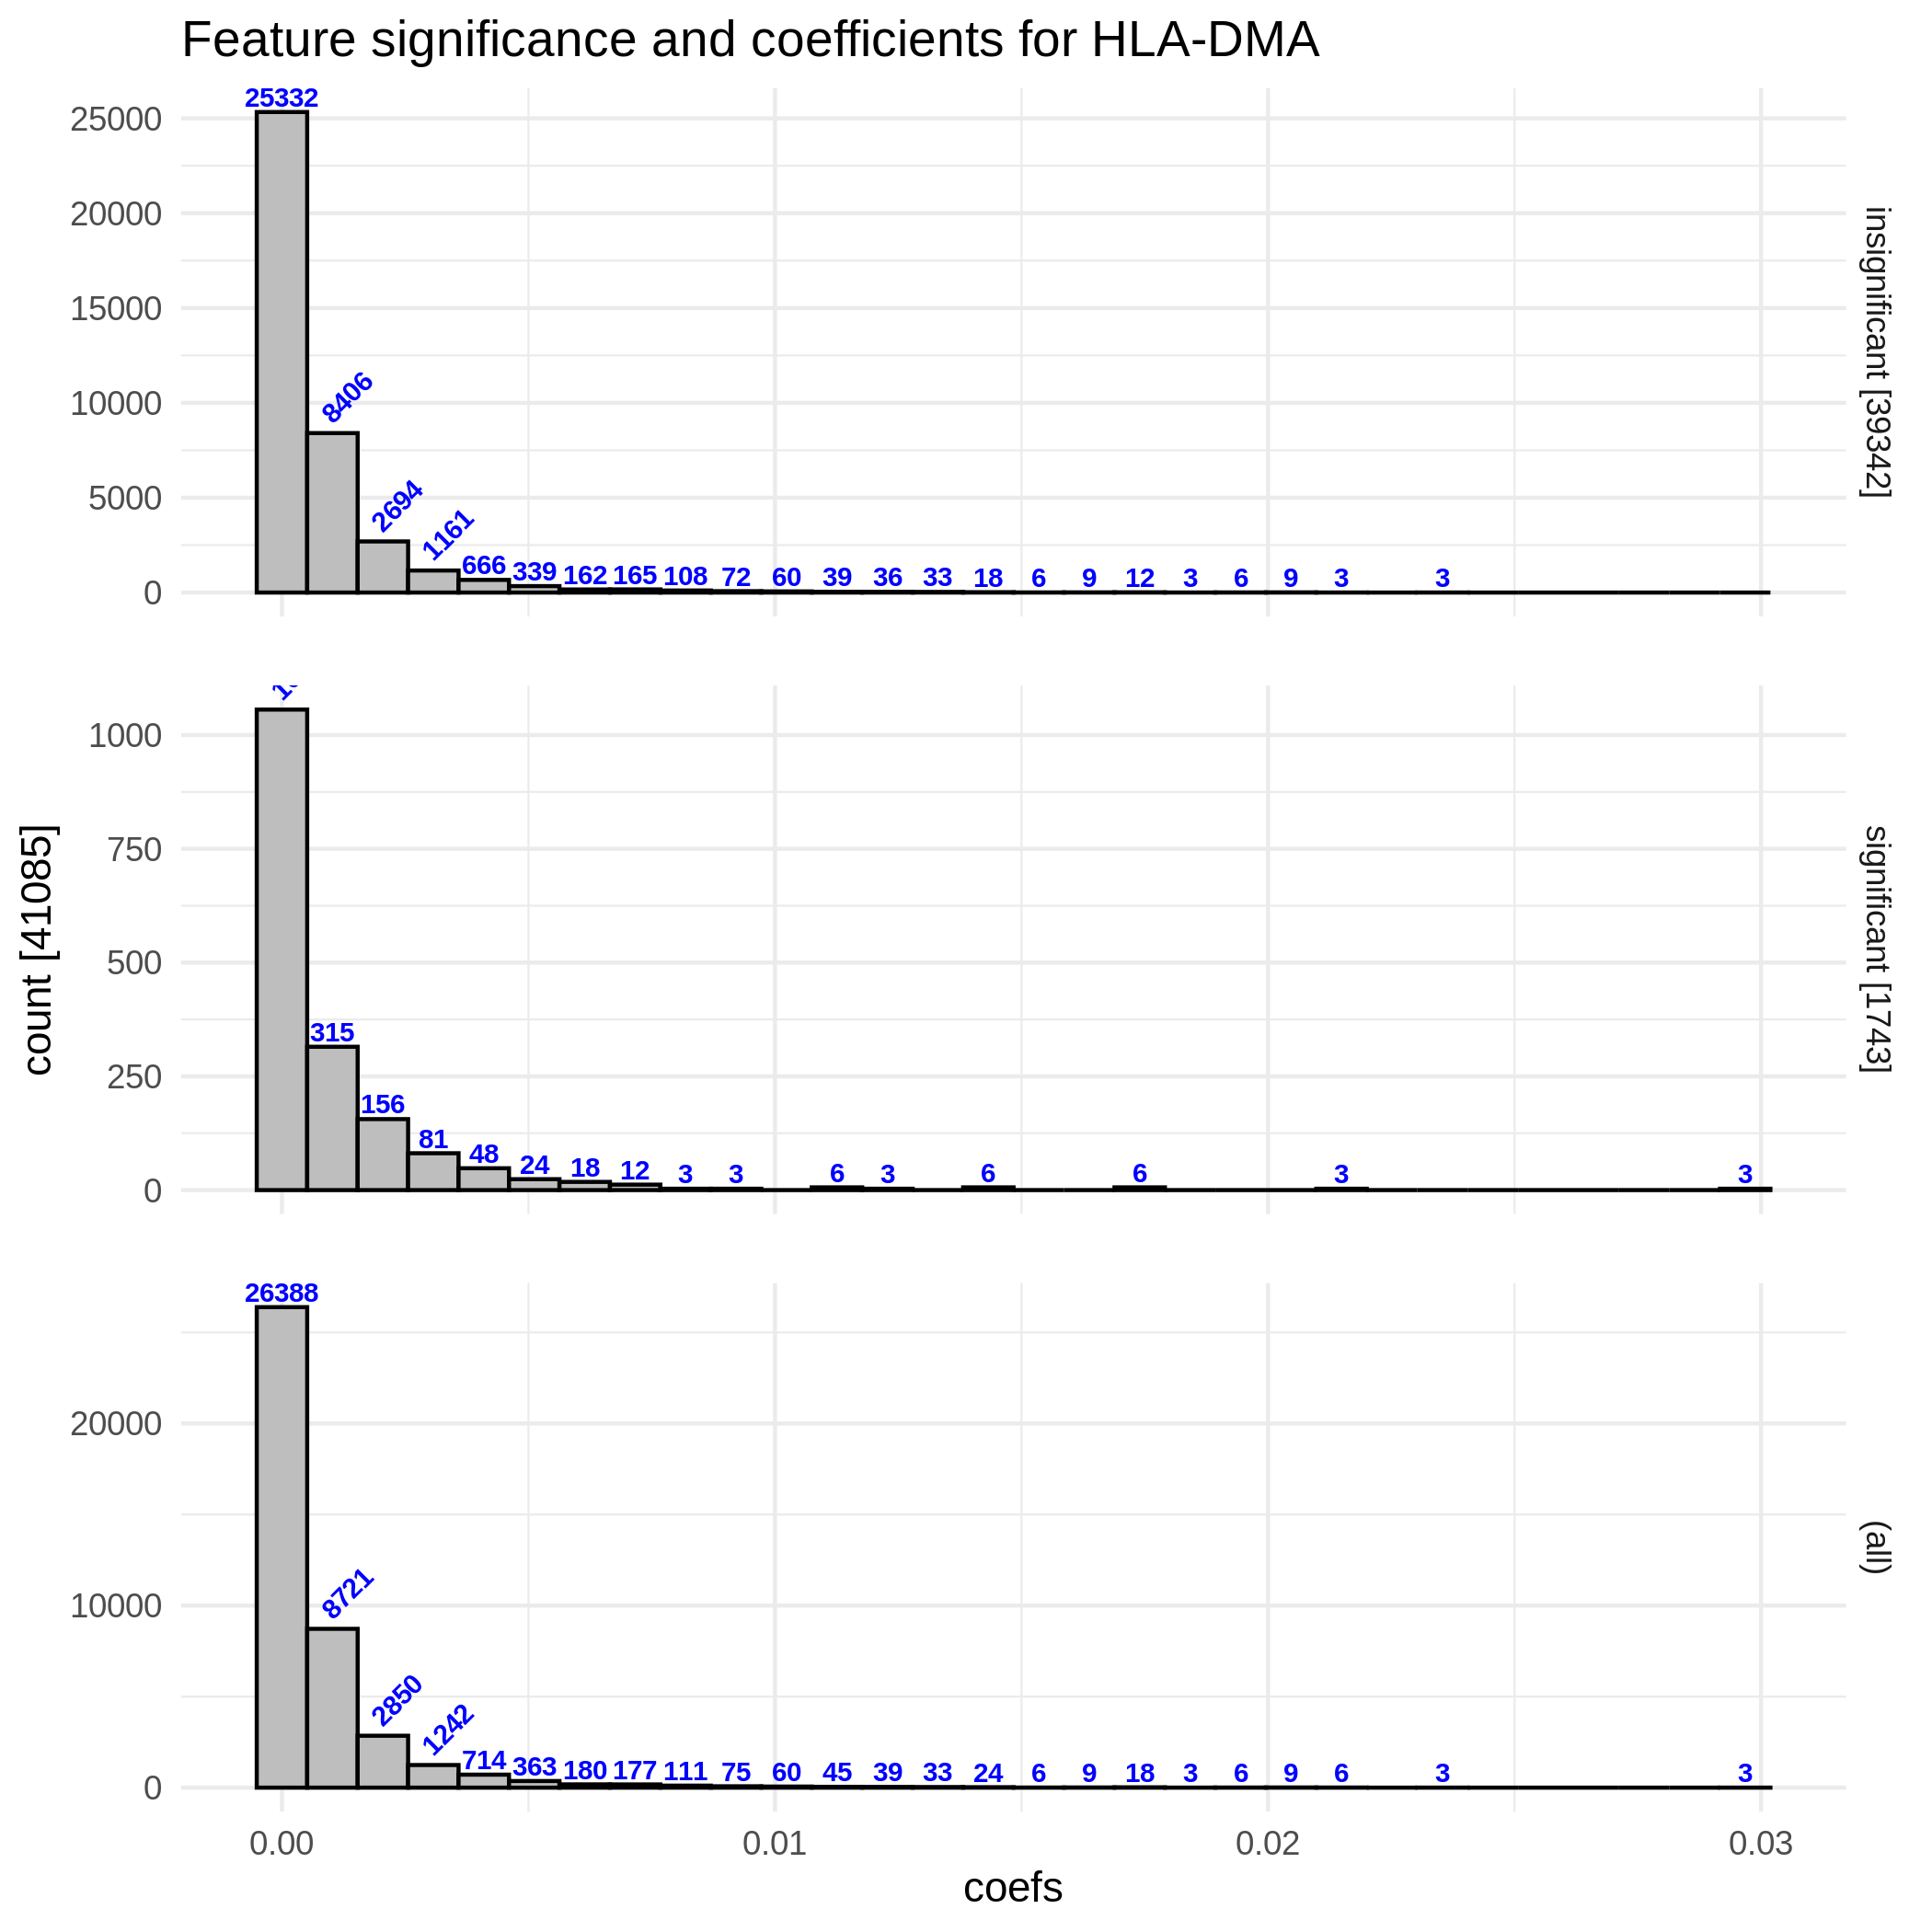 Feature significance and coefficients for HLA-DMA
count [41085]
25000
20000
15000
10000
5000
0
25332
8406
2694
1161
666 339 162 165 108 72 60 39 36 33 18 6 9 12 3 6 9 3 3
insignificant [39342]
1000
750
500
250
0
315
156
81
48
24
18
12
3 3 6 3 6 6 3 3
significant [1743]
20000
10000
0
26388
8721
2850
1242
714 363 180 177 111 75 60 45 39 33 24 6 9 18 3 6 9 6 3 3
(all)
0.00 0.01 0.02 0.03
coefs